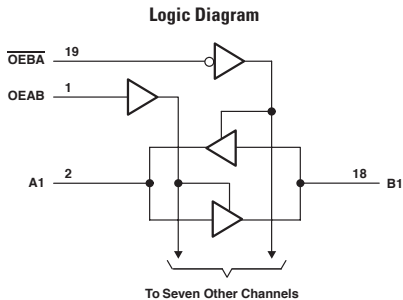 Logic Diagram
OEBA 19
OEAB 1
A1 2
18 B1
To Seven Other Channels